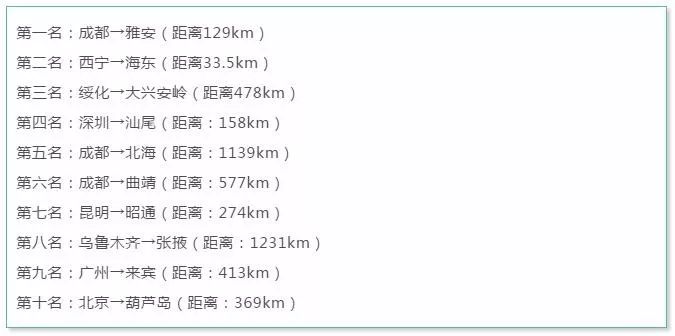 第一名：成都→雅安（距离129km）
第二名：西宁→海东（距离33.5km）
第三名：绥化→大兴安岭（距离478km）
第四名：深圳→汕尾（距离：158km）
第五名：成都→北海（距离：1139km）
第六名：成都→曲靖（距离：577km）
第七名：昆明→昭通（距离：274km）
第八名：乌鲁木齐→张掖（距离：1231km）
第九名：广州→来宾（距离：413km）
第十名：北京→葫芦岛（距离：369km）